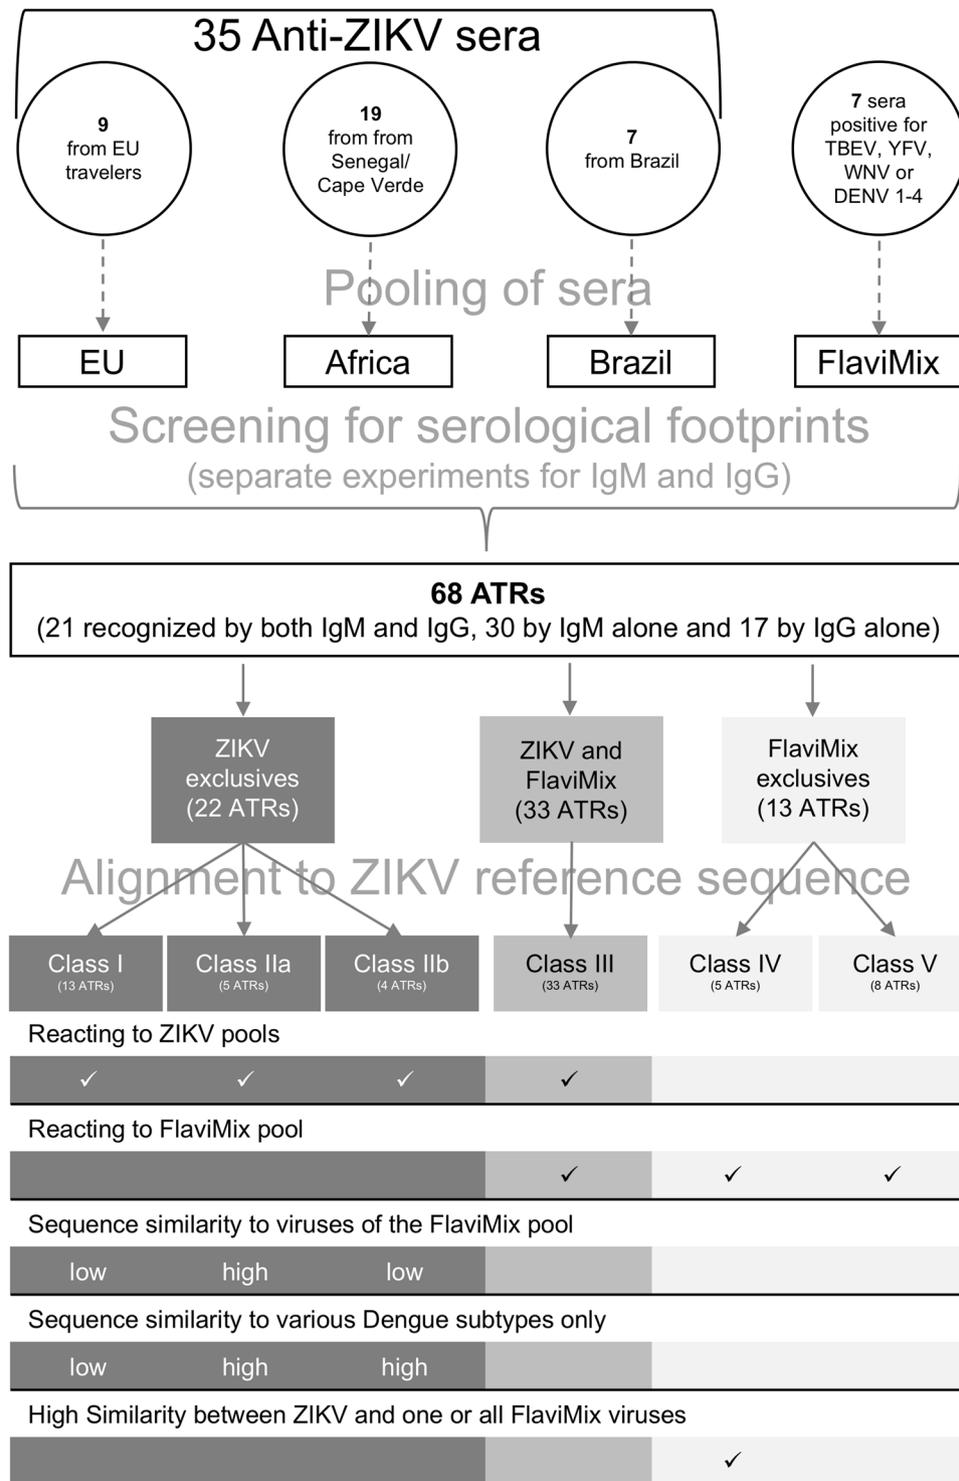 35 Anti-ZIKV sera
9
from EU
travelers
19
from from
Senegal/
Cape Verde
7
from Brazil
7 sera
positive for
TBEV, YFV,
WNV or
DENV 1-4
Pooling of sera
EU
Africa
Brazil
FlaviMix
Screening for serological footprints
(separate experiments for IgM and IgG)
68 ATRs
(21 recognized by both IgM and IgG, 30 by IgM alone and 17 by IgG alone)
ZIKV
exclusives
(22 ATRs)
ZIKV and
FlaviMix
(33 ATRs)
FlaviMix
exclusives
(13 ATRs)
Alignment to ZIKV reference sequence
Class I
(13 ATRs)
Class IIa
(5 ATRs)
Class IIb
(4 ATRs)
Class III
(33 ATRs)
Class IV
(5 ATRs)
Class V
(8 ATRs)
Reacting to ZIKV pools
✓ ✓ ✓ ✓
Reacting to FlaviMix pool
✓ ✓ ✓
Sequence similarity to viruses of the FlaviMix pool
low high low
Sequence similarity to various Dengue subtypes only
low high high
High Similarity between ZIKV and one or all FlaviMix viruses
✓